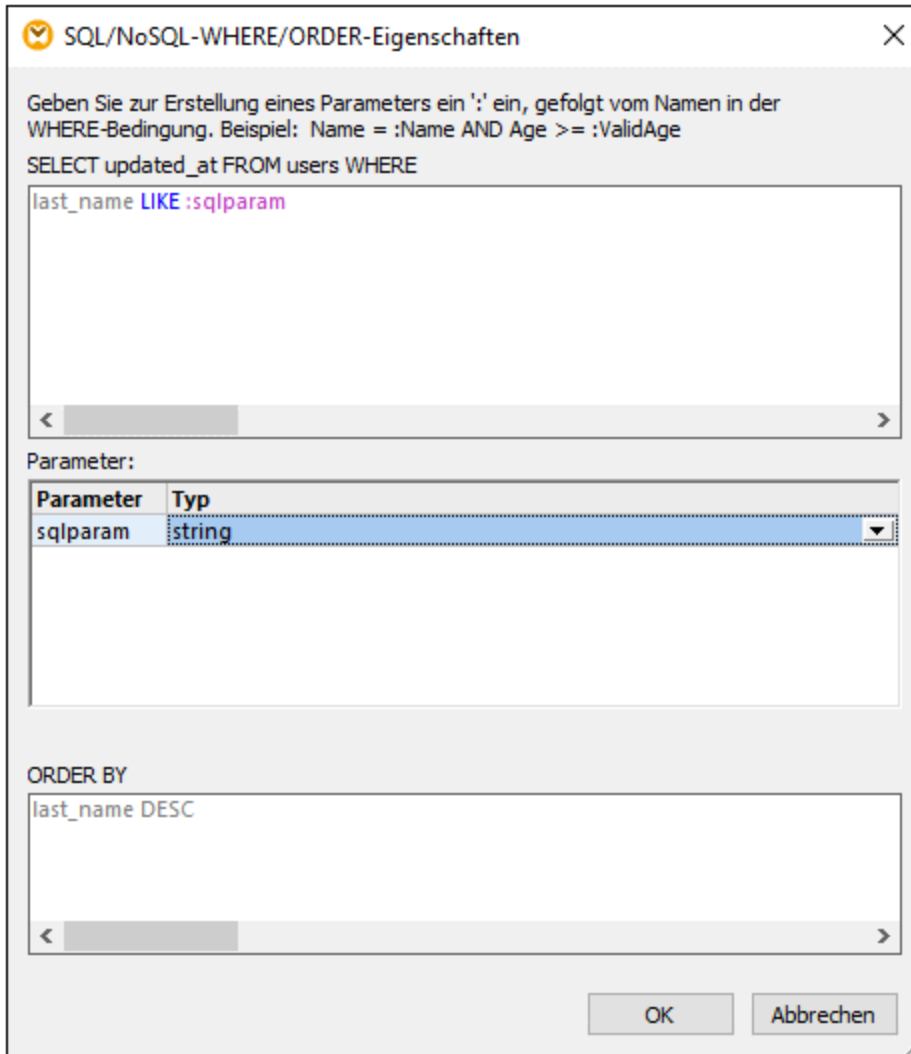 SQL/NoSQL-WHERE/ORDER-Eigenschaften
Geben Sie zur Erstellung eines Parameters ein ':' ein, gefolgt vom Namen in der
WHERE-Bedingung. Beispiel:  Name = :Name AND Age >= :ValidAge
SELECT updated_at FROM users WHERE
last_name LIKE :sqlparam
Parameter:
Parameter Typ
sqlparam string
ORDER BY
last_name DESC
OK Abbrechen